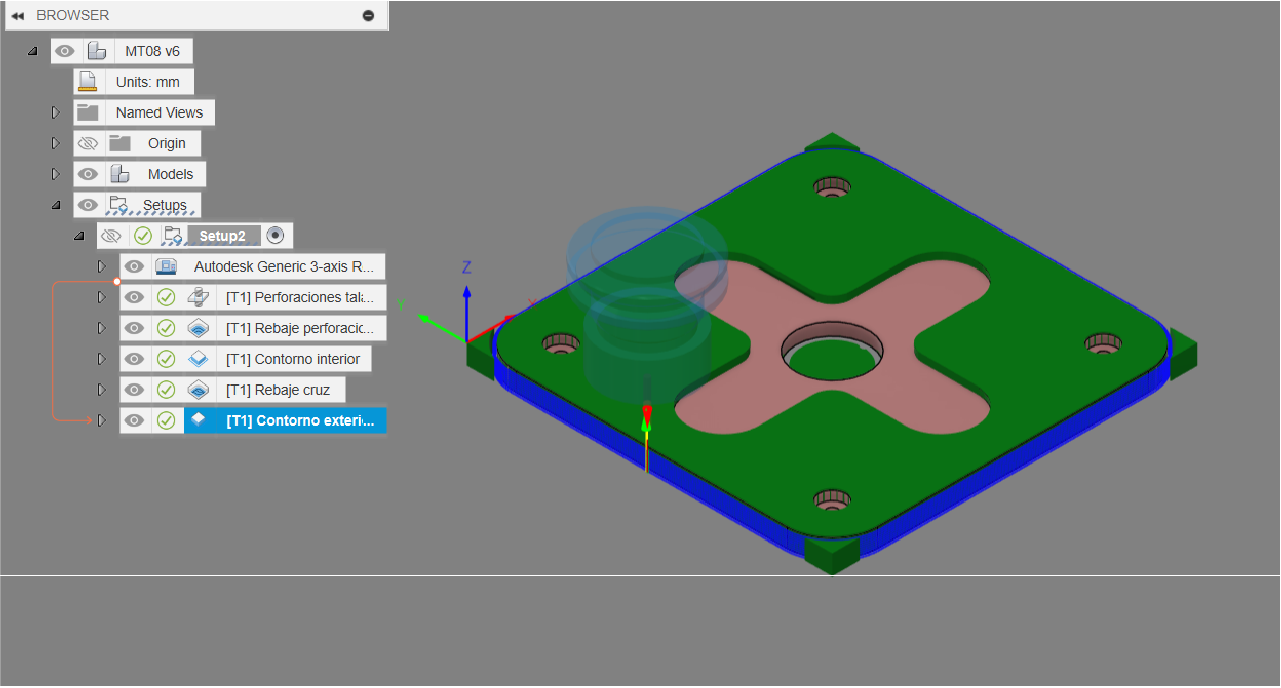 BROWSER
MT08 v6
Units: mm
Named Views
Origin
Models
Setups
Setup2
Autodesk Generic 3-axis R...
[T1] Perforaciones tal...
[T1] Rebaje perforacio...
[T1] Contorno interior
[T1] Rebaje cruz
[T1] Contorno exteri...
Z
Y
X